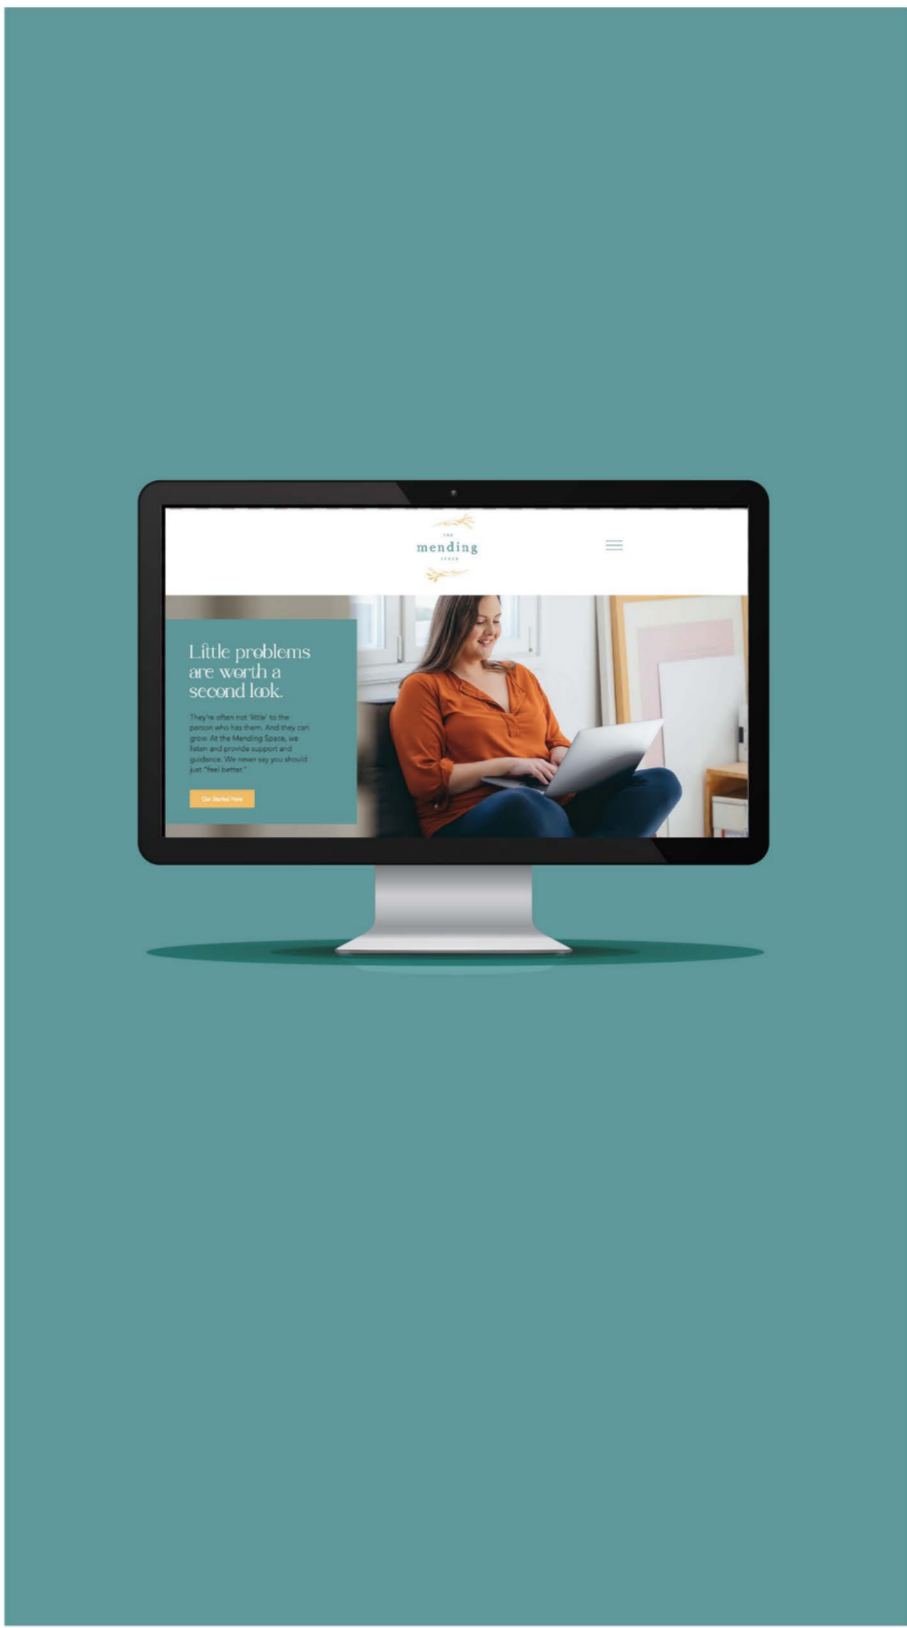 THE
mending
SPACE
Little problems
are worth a
second look.
They're often not 'little' to the
person who has them. And they can
grow. At the Mending Space, we
listen and provide support and
guidance. We never say you should
just "feel better."
Get Started Here